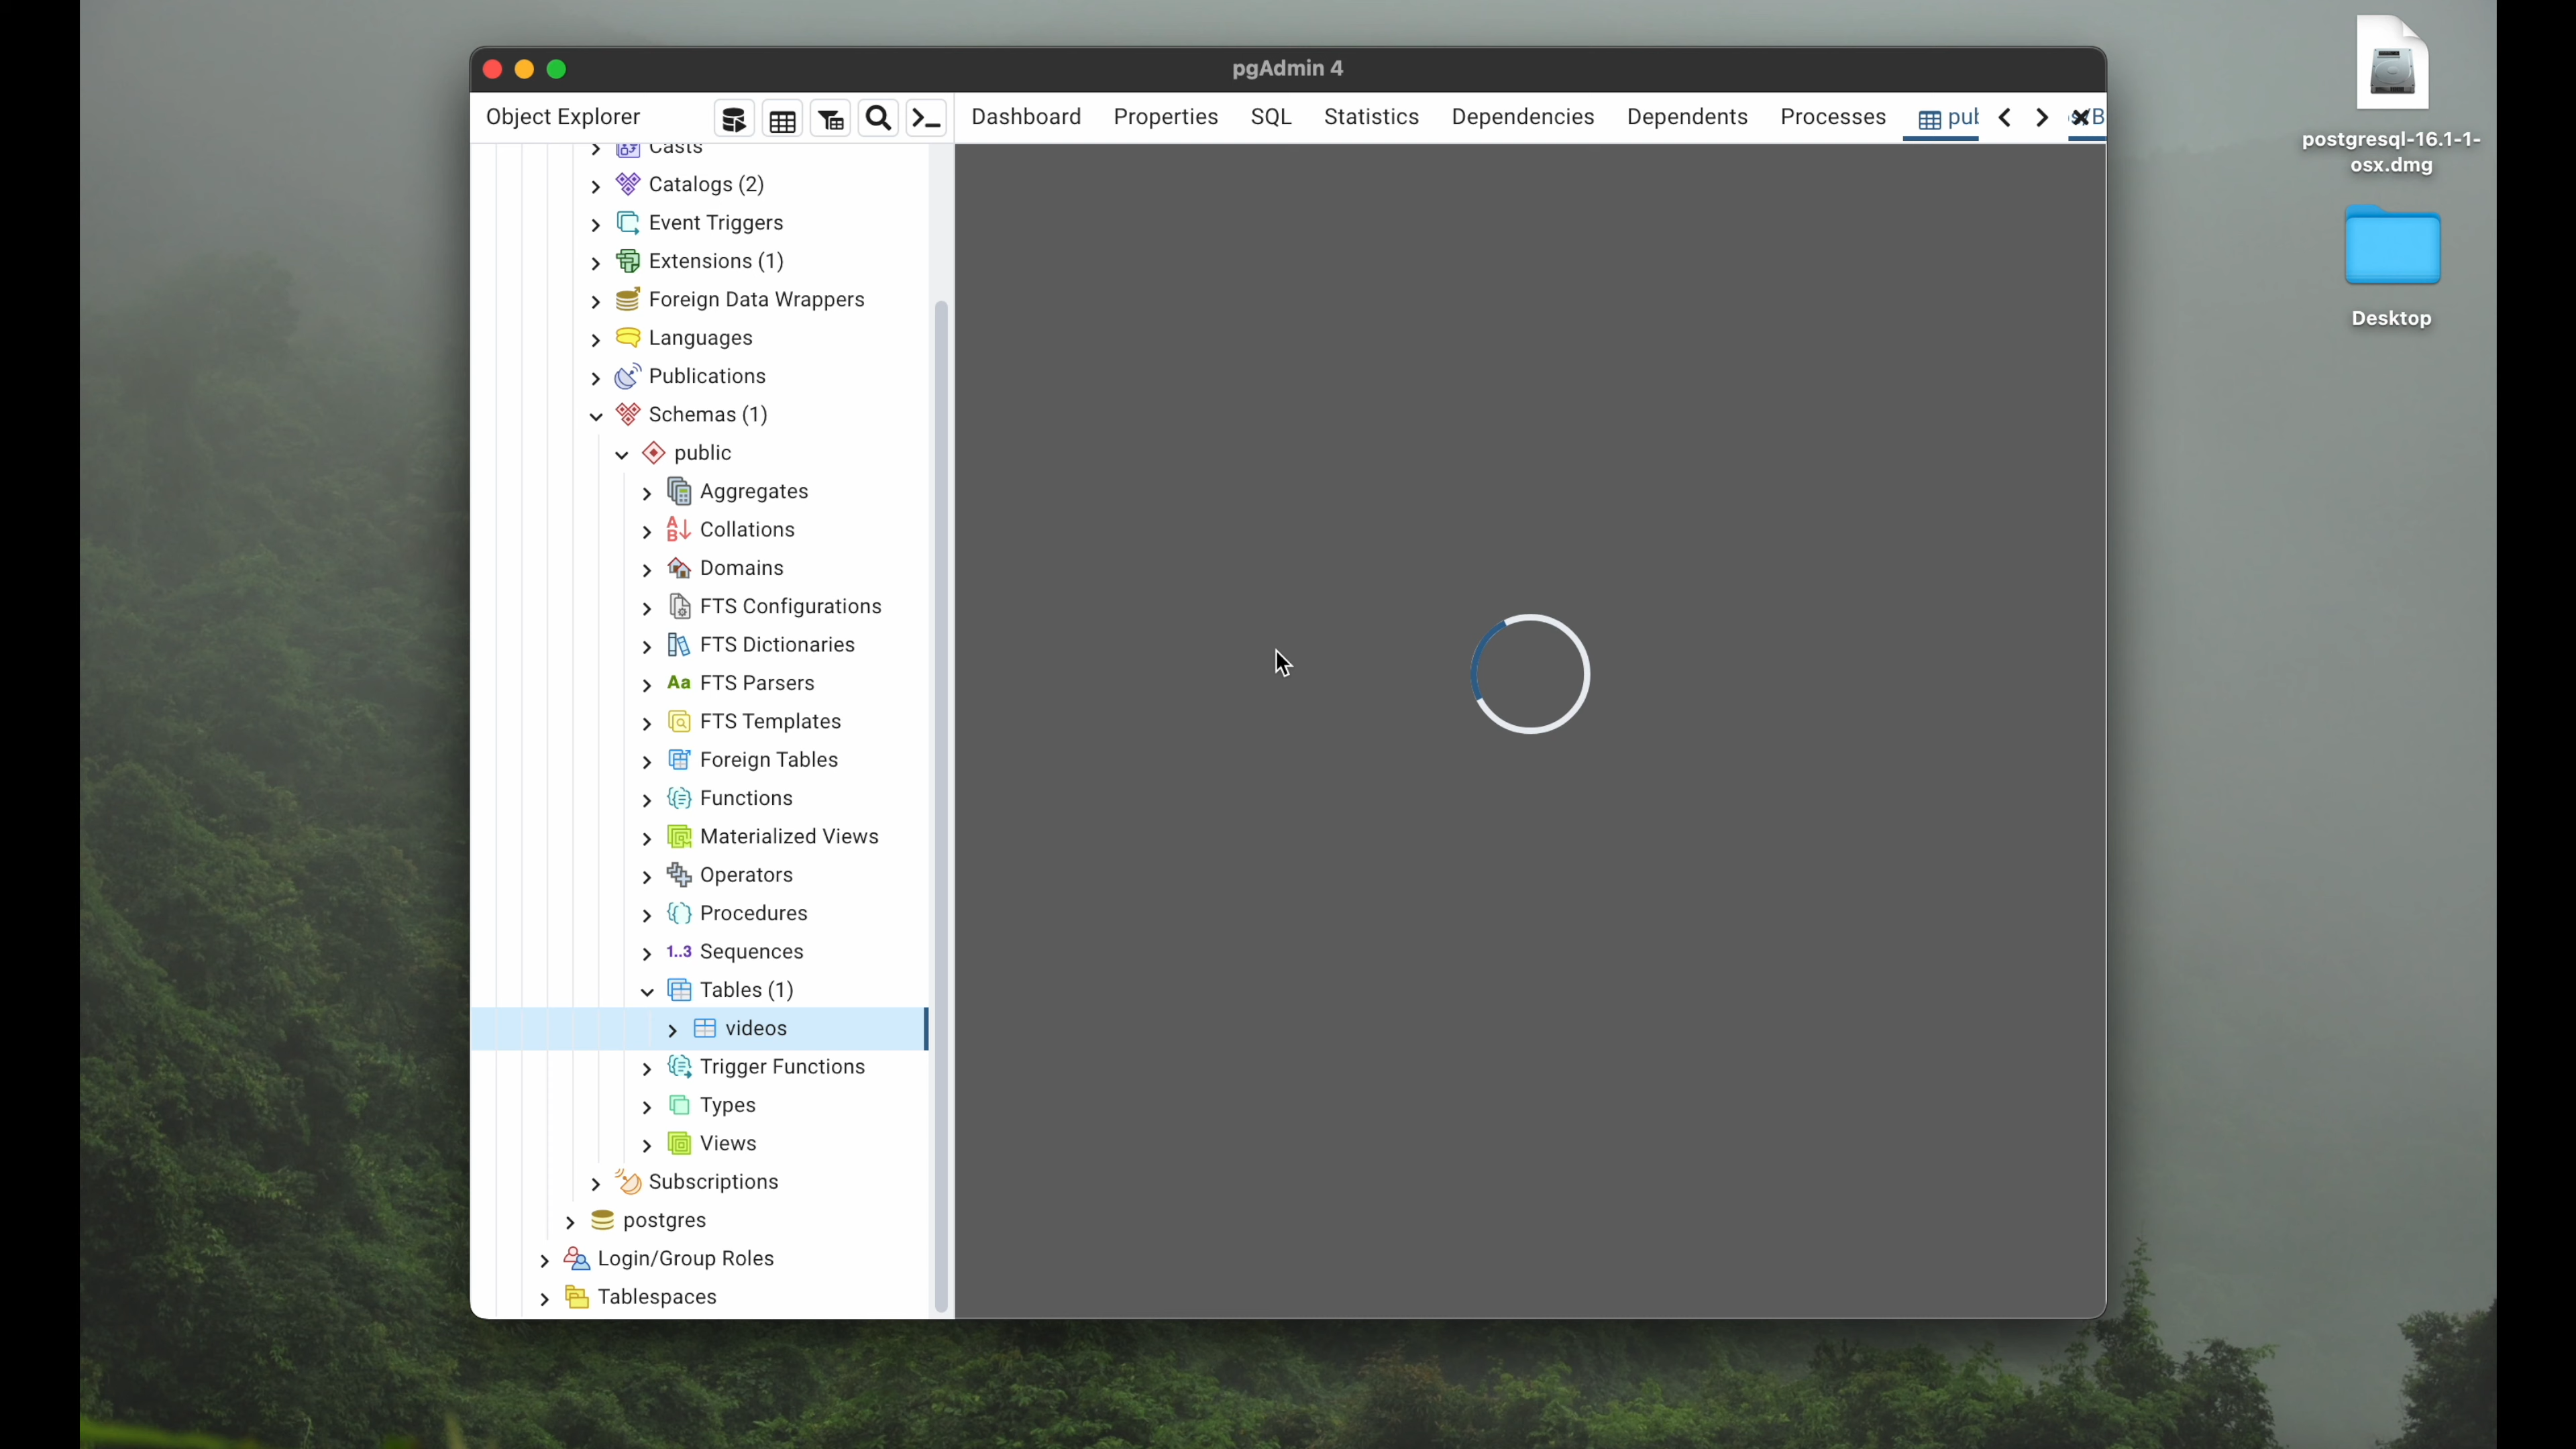 pgAdmin 4
Object Explorer
Dashboard Properties SQL Statistics Dependencies Dependents Processes
Casts
Catalogs (2)
Event Triggers
Extensions (1)
Foreign Data Wrappers
Languages
Publications
Schemas (1)
public
Aggregates
Collations
Domains
FTS Configurations
FTS Dictionaries
Aa FTS Parsers
FTS Templates
Foreign Tables
Functions
Materialized Views
Operators
Procedures
1..3 Sequences
Tables (1)
videos
Trigger Functions
Types
Views
Subscriptions
postgres
Login/Group Roles
Tablespaces
postgresql-16.1-1-
osx.dmg
Desktop